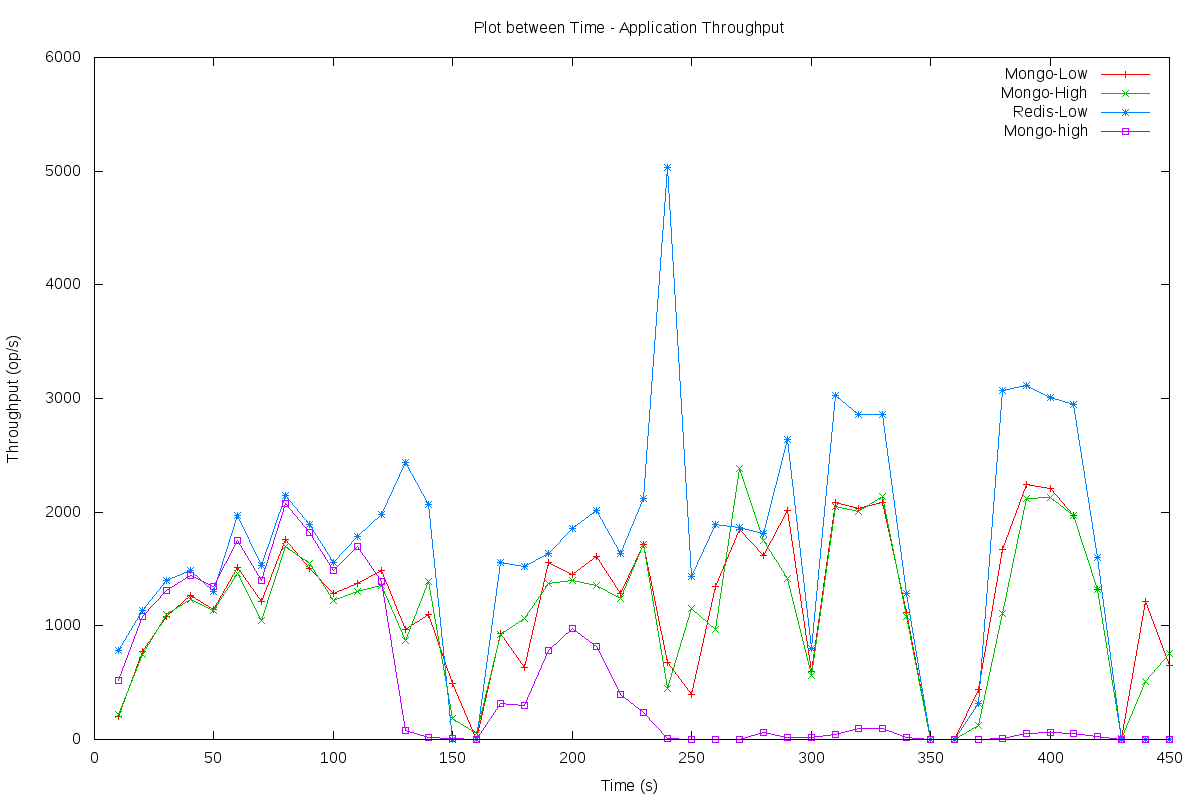 Plot between Time - Application Throughput
6000
5000
4000
3000
2000
1000
0
Throughput (op/s)
Mongo-Low
Mongo-High
Redis-Low
Mongo-high
0 50 100 150 200 250 300 350 400 450
Time (s)